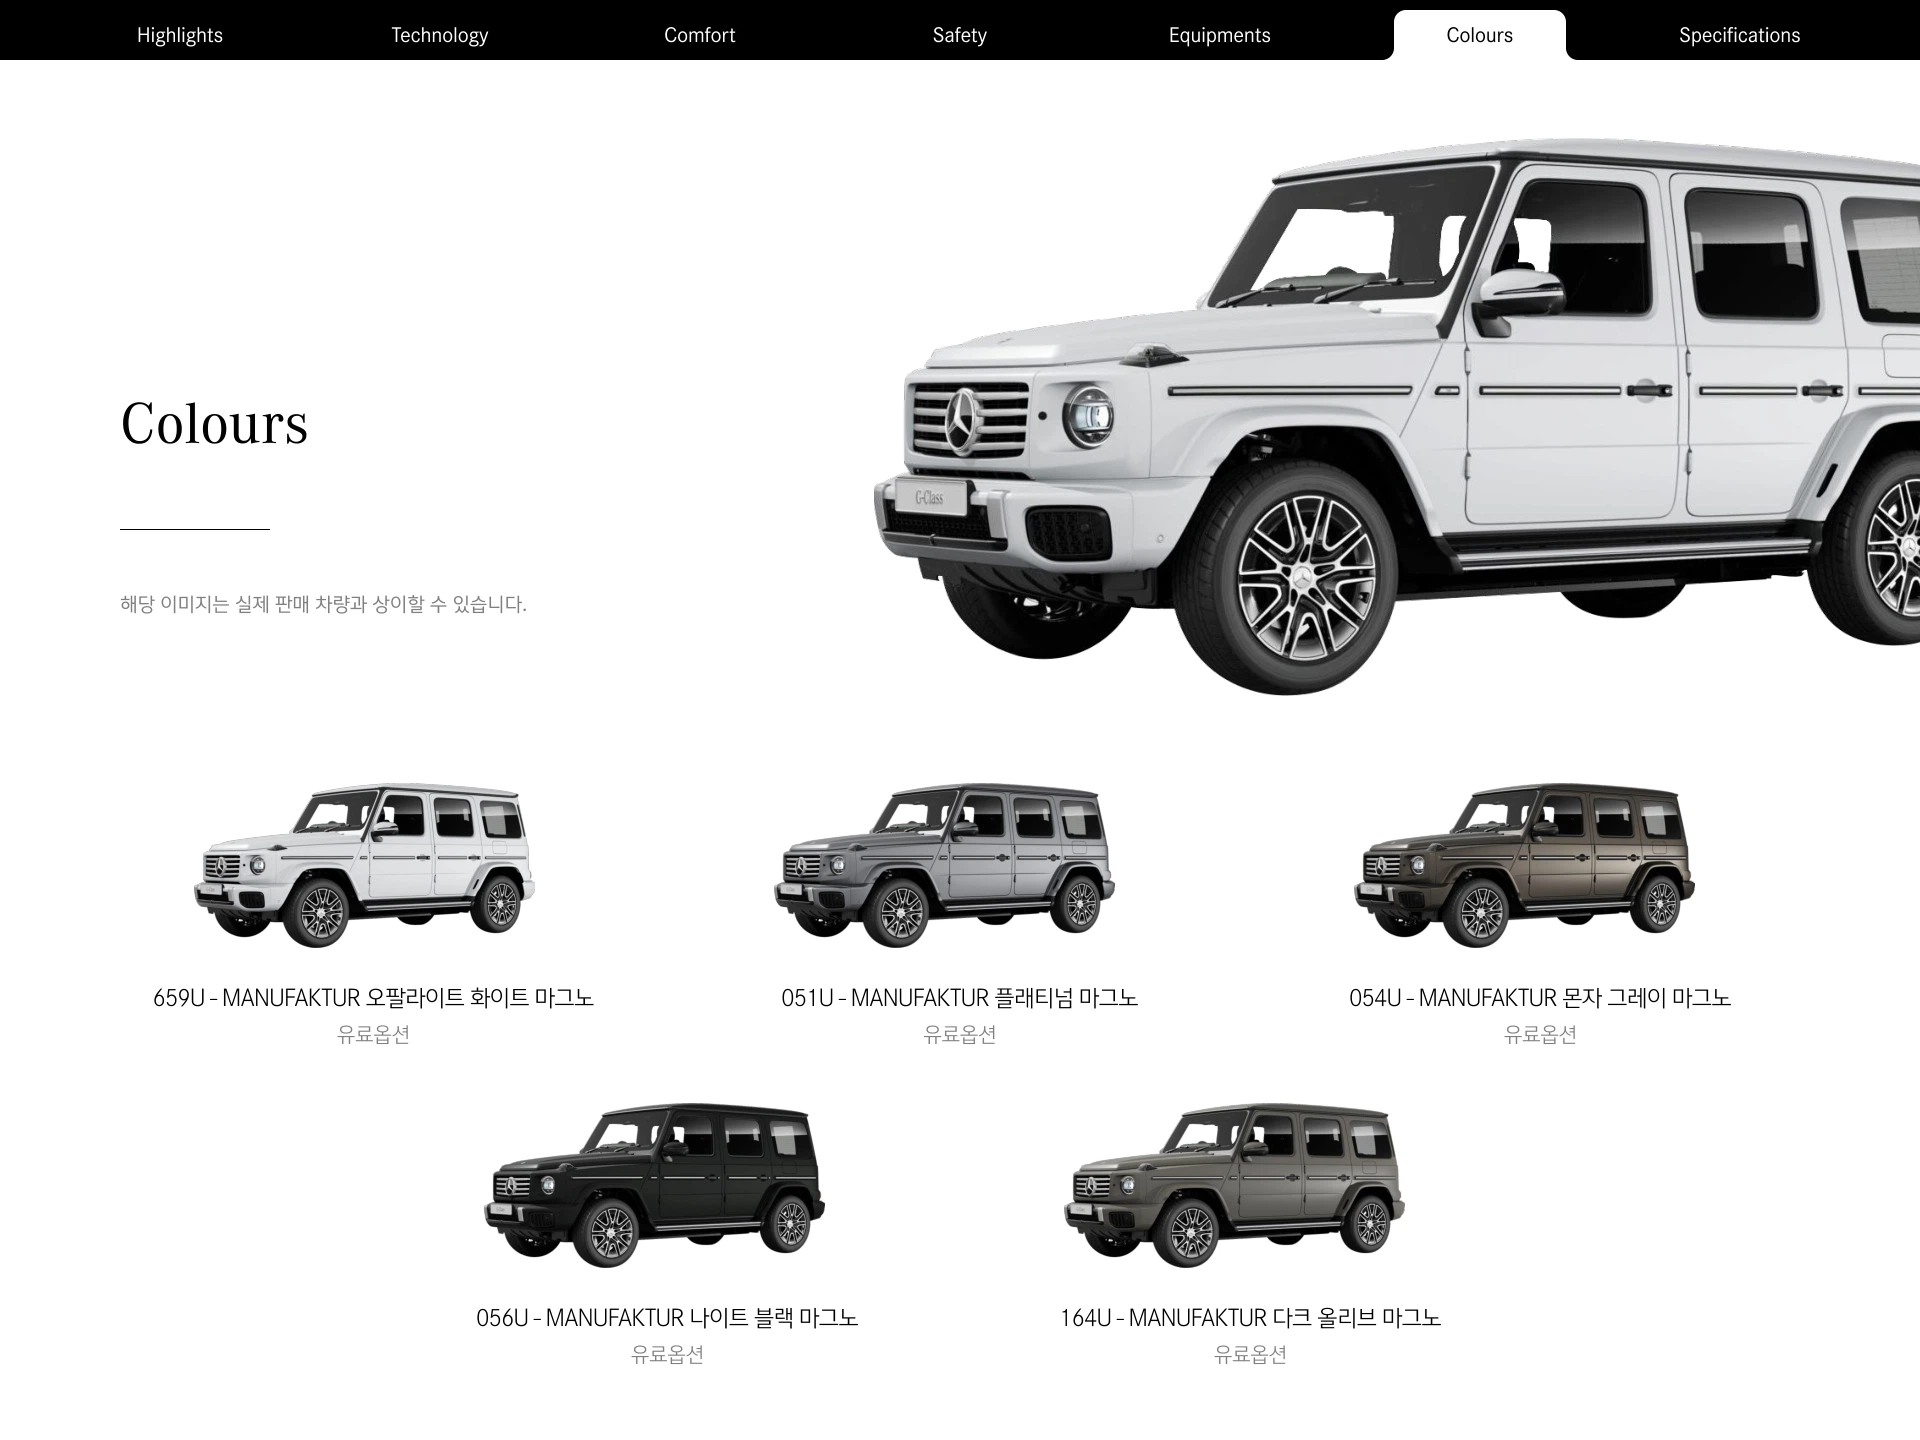 Highlights
Technology
Comfort
Safety
Equipments
Colours
Specifications
G-Class
Colours
해당 이미지는 실제 판매 차량과 상이할 수 있습니다.
659U - MANUFAKTUR 오팔라이트 화이트 마그노
유료옵션
051U - MANUFAKTUR 플래티넘 마그노
유료옵션
054U - MANUFAKTUR 몬자 그레이 마그노
유료옵션
056U - MANUFAKTUR 나이트 블랙 마그노
유료옵션
164U - MANUFAKTUR 다크 올리브 마그노
유료옵션